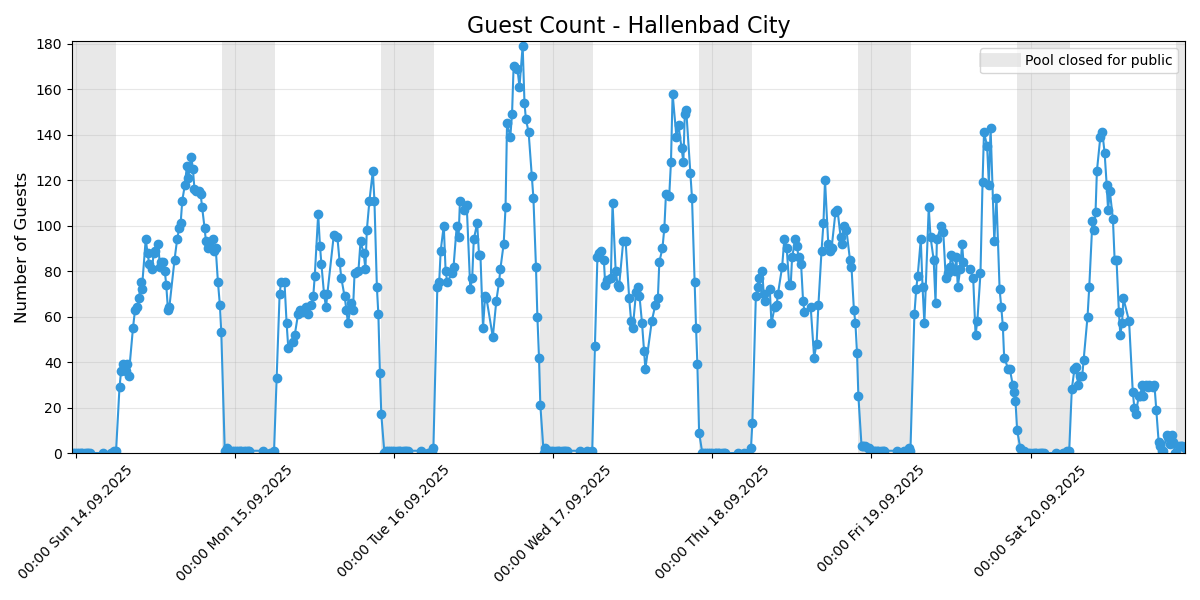 Guest Count - Hallenbad City
Pool closed for public
Number of Guests
180
160
140
120
100
80
60
40
20
0
00:00 Sun 14.09.2025
00:00 Mon 15.09.2025
00:00 Tue 16.09.2025
00:00 Wed 17.09.2025
00:00 Thu 18.09.2025
00:00 Fri 19.09.2025
00:00 Sat 20.09.2025